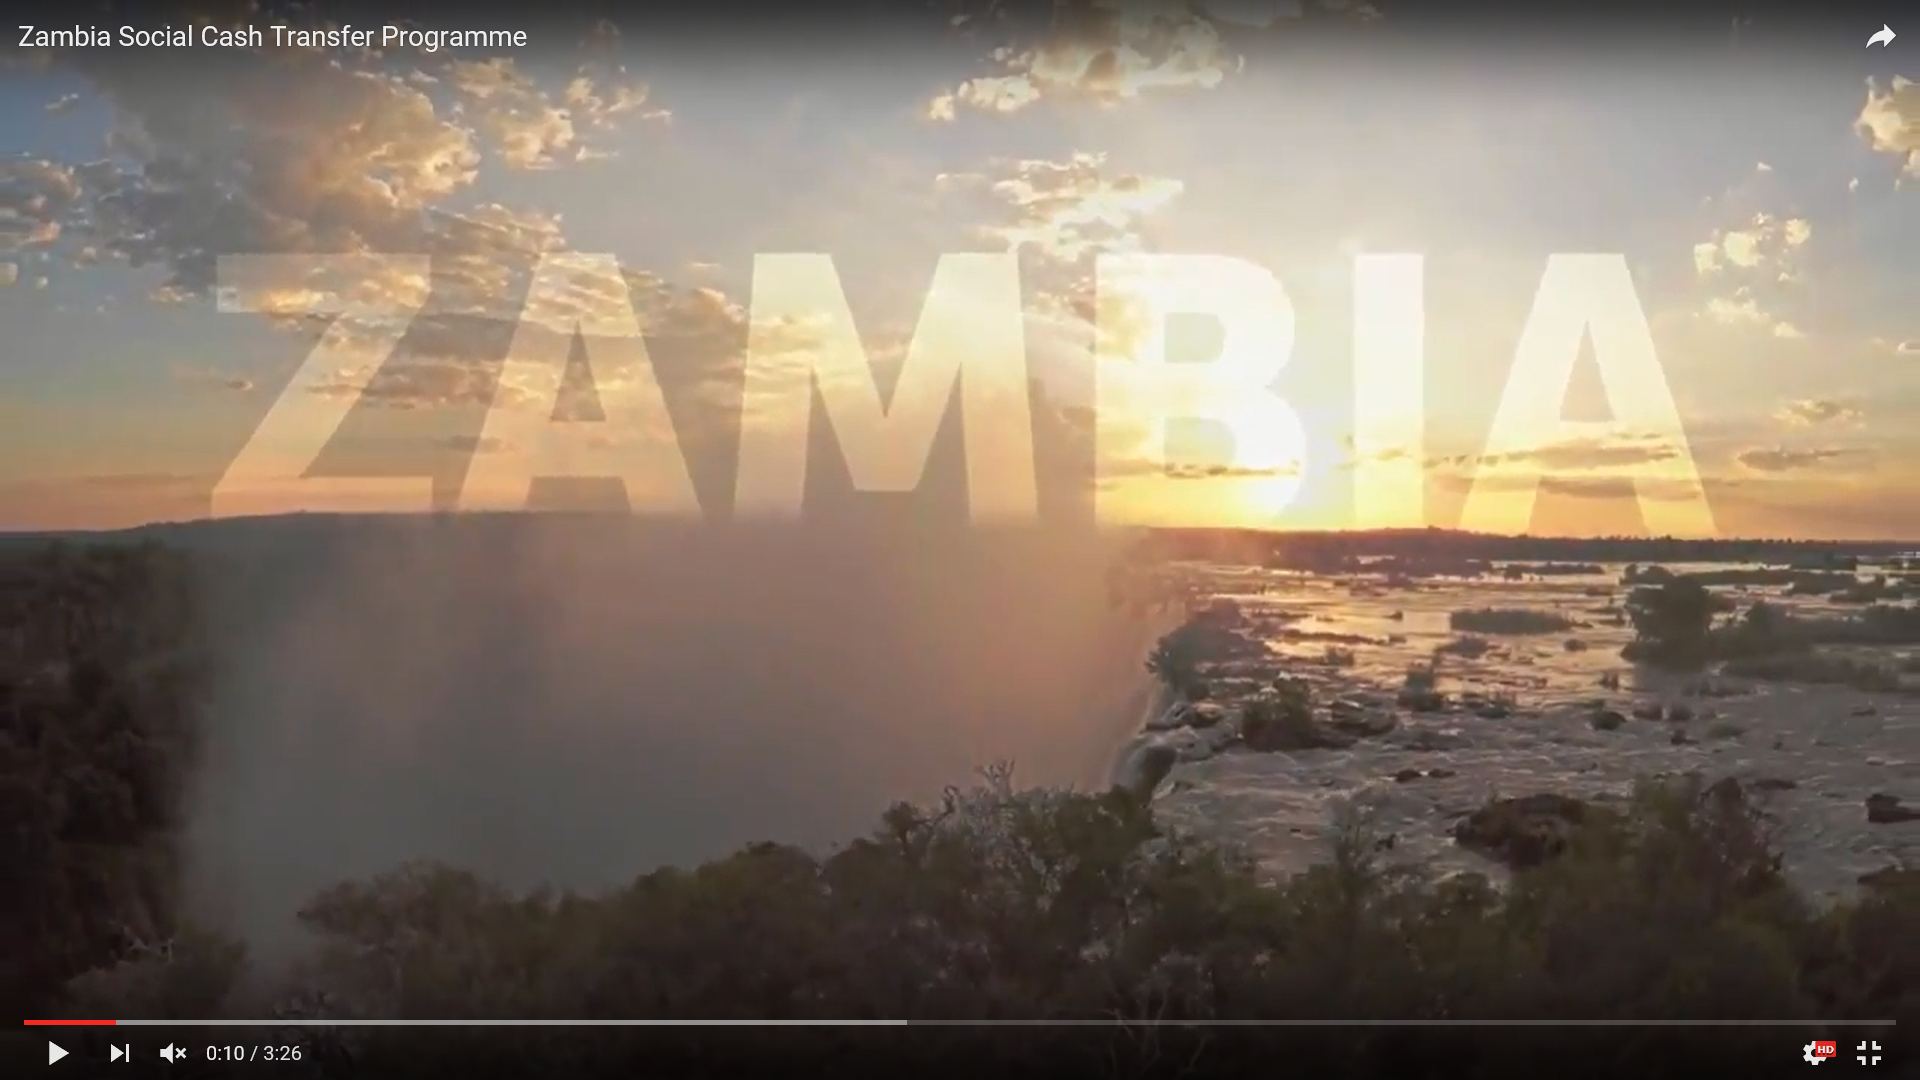 Zambia Social Cash Transfer Programme
ZAMBIA
0:10 / 3:26
HD